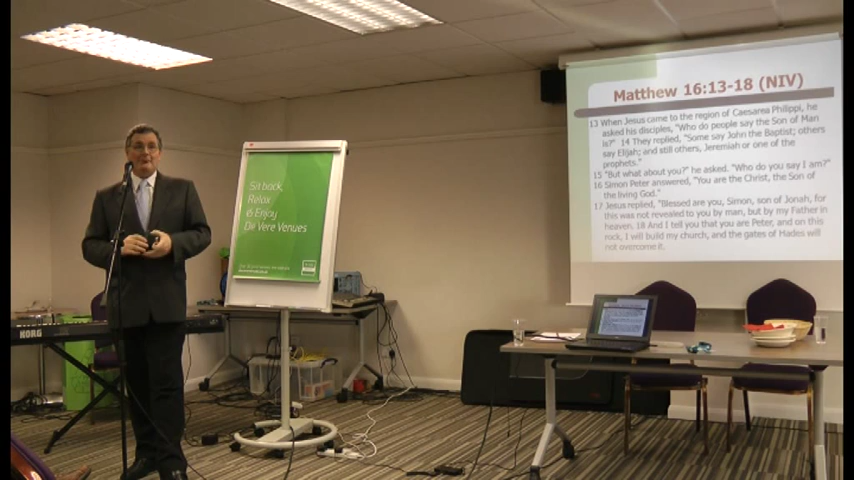 Matthew 16:13-18 (NIV)
13 When Jesus came to the region of Caesarea Philippi, he
asked his disciples, "Who do people say the Son of Man
is?" 14 They replied, "Some say John the Baptist; others
say Elijah; and still others, Jeremiah or one of the
prophets."
15 "But what about you?" he asked. "Who do you say I am?"
16 Simon Peter answered, "You are the Christ, the Son of
the living God."
17 Jesus replied, "Blessed are you, Simon, son of Jonah, for
this was not revealed to you by man, but by my Father in
heaven. 18 And I tell you that you are Peter, and on this
rock, I will build my church, and the gates of Hades will
not overcome it.
Sit back,
Relax
& Enjoy
De Vere Venues
KORG